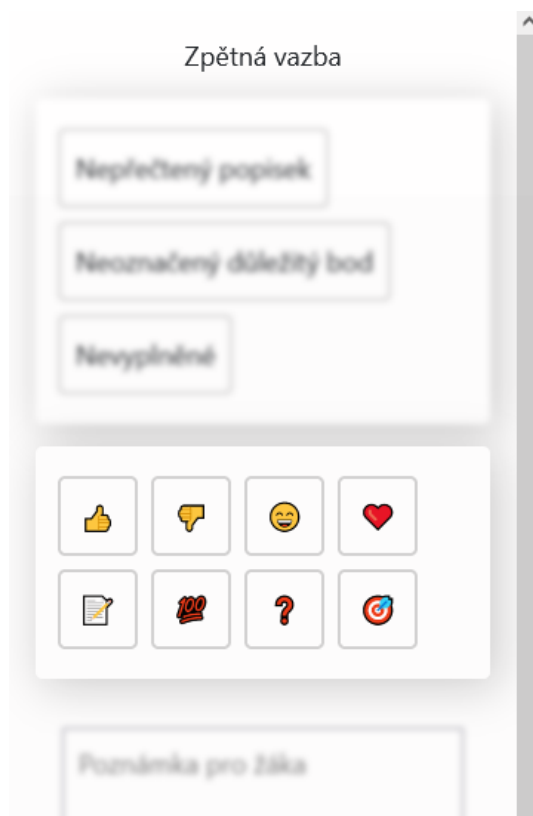 Zpětná vazba
Nepřečtený popisek
Neoznačený důležitý bod
Nevyplněné
Poznámka pro žáka